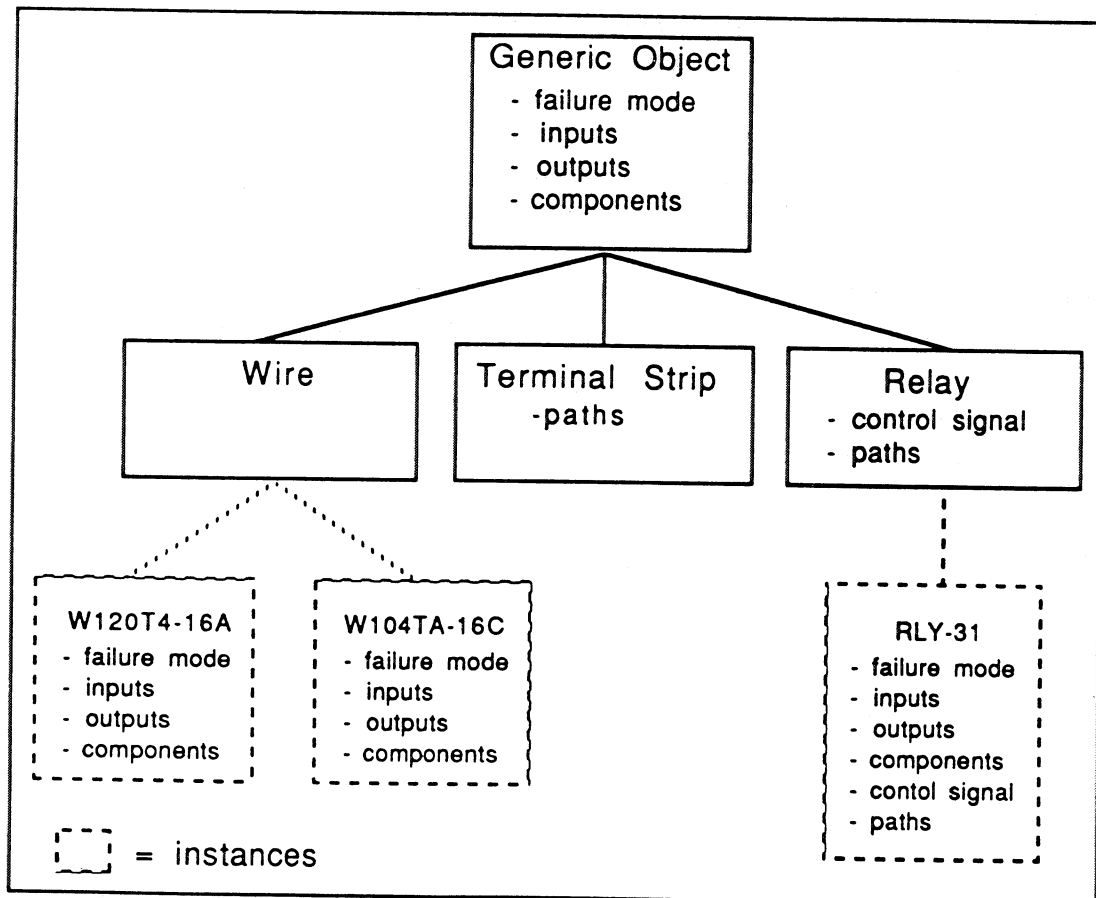 Generic Object
- failure mode
- inputs
- outputs
- components
Wire
Terminal Strip
-paths
Relay
- control signal
- paths
W120T4-16A
- failure mode
- inputs
- outputs
- components
W104TA-16C
- failure mode
- inputs
- outputs
- components
RLY-31
- failure mode
- inputs
- outputs
- components
- contol signal
- paths
= instances